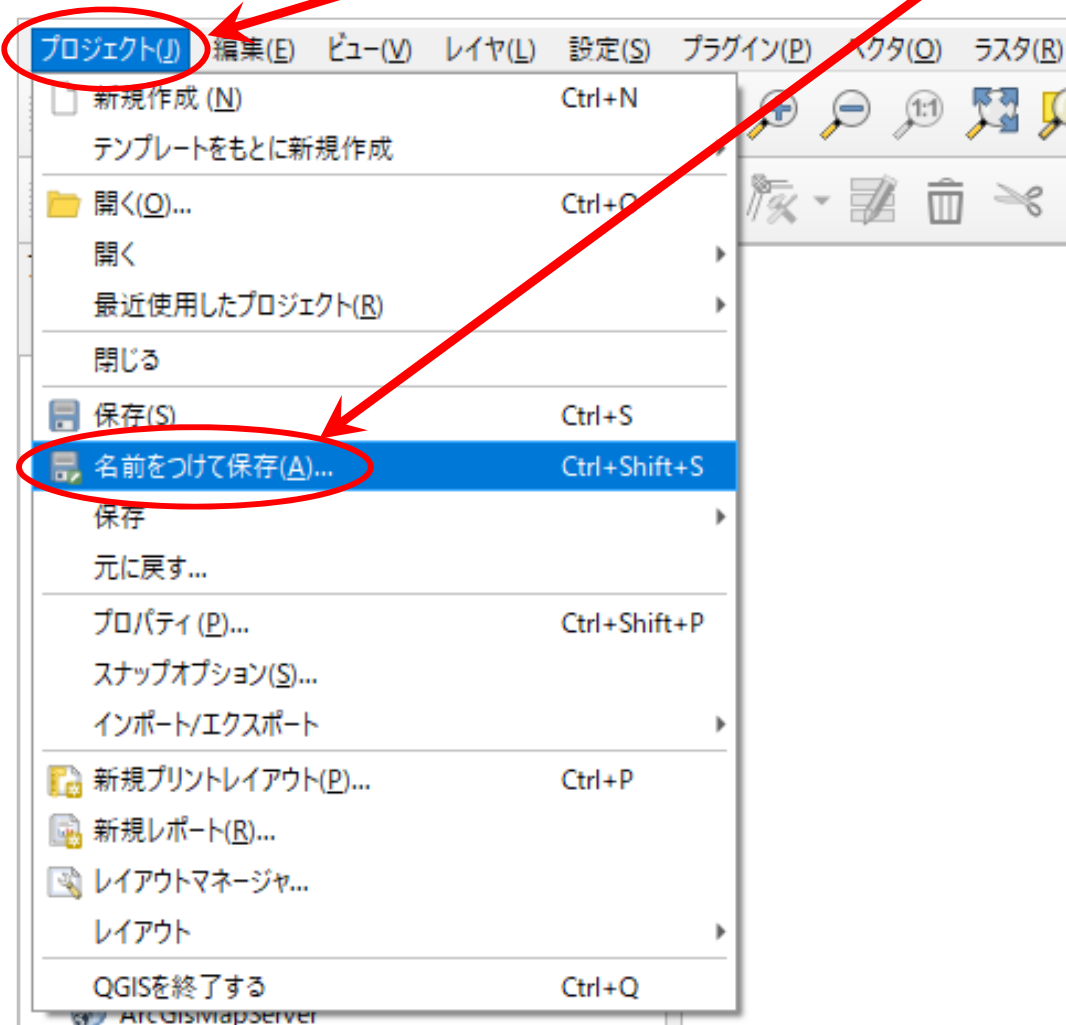 プロジェクト(J) 編集(E) ビュー(V) レイヤ(L) 設定(S) プラグイン(P) ベクタ(O) ラスタ(R)
新規作成 (N) Ctrl+N
1:1
テンプレートをもとに新規作成
開く(O)... Ctrl+O
開く
最近使用したプロジェクト(R)
閉じる
保存(S) Ctrl+S
名前をつけて保存(A)... Ctrl+Shift+S
保存
元に戻す...
プロパティ (P)... Ctrl+Shift+P
スナップオプション(S)...
インポート/エクスポート
新規プリントレイアウト(P)... Ctrl+P
新規レポート(R)...
レイアウトマネージャ...
レイアウト
QGISを終了する Ctrl+Q
ArcGisMapServer